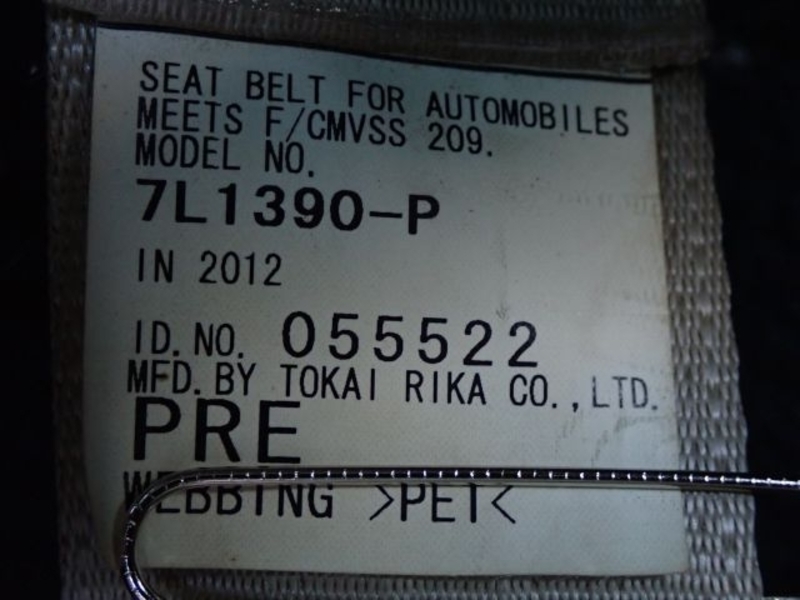 SEAT BELT FOR AUTOMOBILES
MEETS F/CMVSS 209.
MODEL NO.
7L1390-P
IN 2012
ID.NO. 055522
MFD.BY TOKAI RIKA CO.,LTD.
PRE
WEBBING >PET<